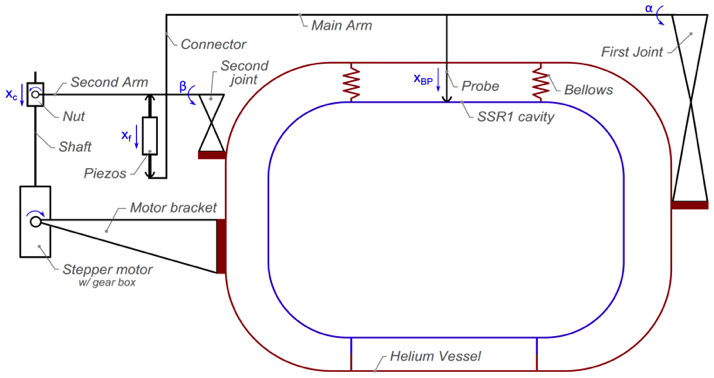 Main Arm
α
Connector
First Joint
Second
joint
Second Arm
β
x_BP
Probe
Bellows
x_c
Nut
SSR1 cavity
x_f
Shaft
Piezos
Motor bracket
Stepper motor
w/ gear box
Helium Vessel